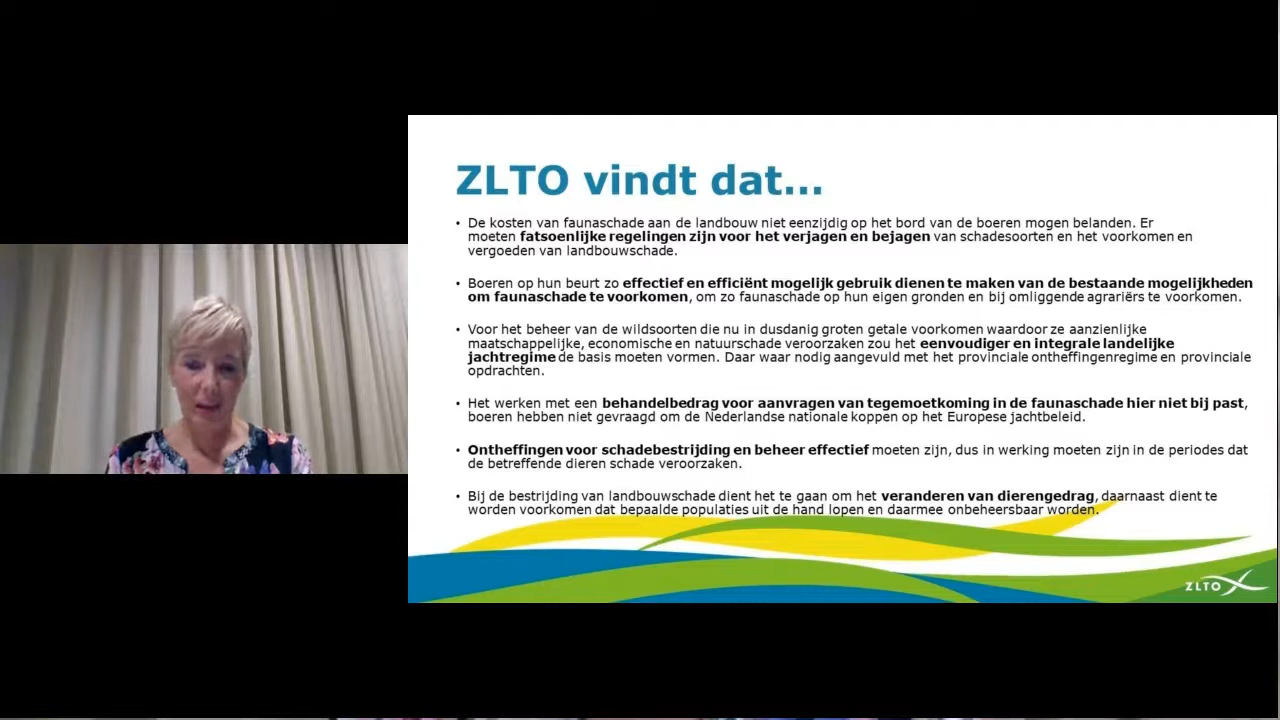 ZLTO vindt dat...
• De kosten van faunaschade aan de landbouw niet eenzijdig op het bord van de boeren mogen belanden. Er
moeten fatsoenlijke regelingen zijn voor het verjagen en bejagen van schadesoorten en het voorkomen en
vergoeden van landbouwschade.
• Boeren op hun beurt zo effectief en efficiënt mogelijk gebruik dienen te maken van de bestaande mogelijkheden
om faunaschade te voorkomen, om zo faunaschade op hun eigen gronden en bij omliggende agrariërs te voorkomen.
• Voor het beheer van de wildsoorten die nu in dusdanig groten getale voorkomen waardoor ze aanzienlijke
maatschappelijke, economische en natuurschade veroorzaken zou het eenvoudiger en integrale landelijke
jachtregime de basis moeten vormen. Daar waar nodig aangevuld met het provinciale ontheffingenregime en provinciale
opdrachten.
• Het werken met een behandelbedrag voor aanvragen van tegemoetkoming in de faunaschade hier niet bij past,
boeren hebben niet gevraagd om de Nederlandse nationale koppen op het Europese jachtbeleid.
• Ontheffingen voor schadebestrijding en beheer effectief moeten zijn, dus in werking moeten zijn in de periodes dat
de betreffende dieren schade veroorzaken.
• Bij de bestrijding van landbouwschade dient het te gaan om het veranderen van dierengedrag, daarnaast dient te
worden voorkomen dat bepaalde populaties uit de hand lopen en daarmee onbeheersbaar worden.
ZLTO